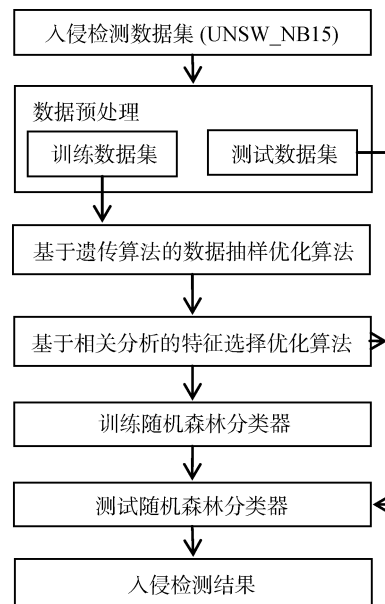 入侵检测数据集 (UNSW_NB15)
数据预处理
训练数据集
测试数据集
基于遗传算法的数据抽样优化算法
基于相关分析的特征选择优化算法
训练随机森林分类器
测试随机森林分类器
入侵检测结果